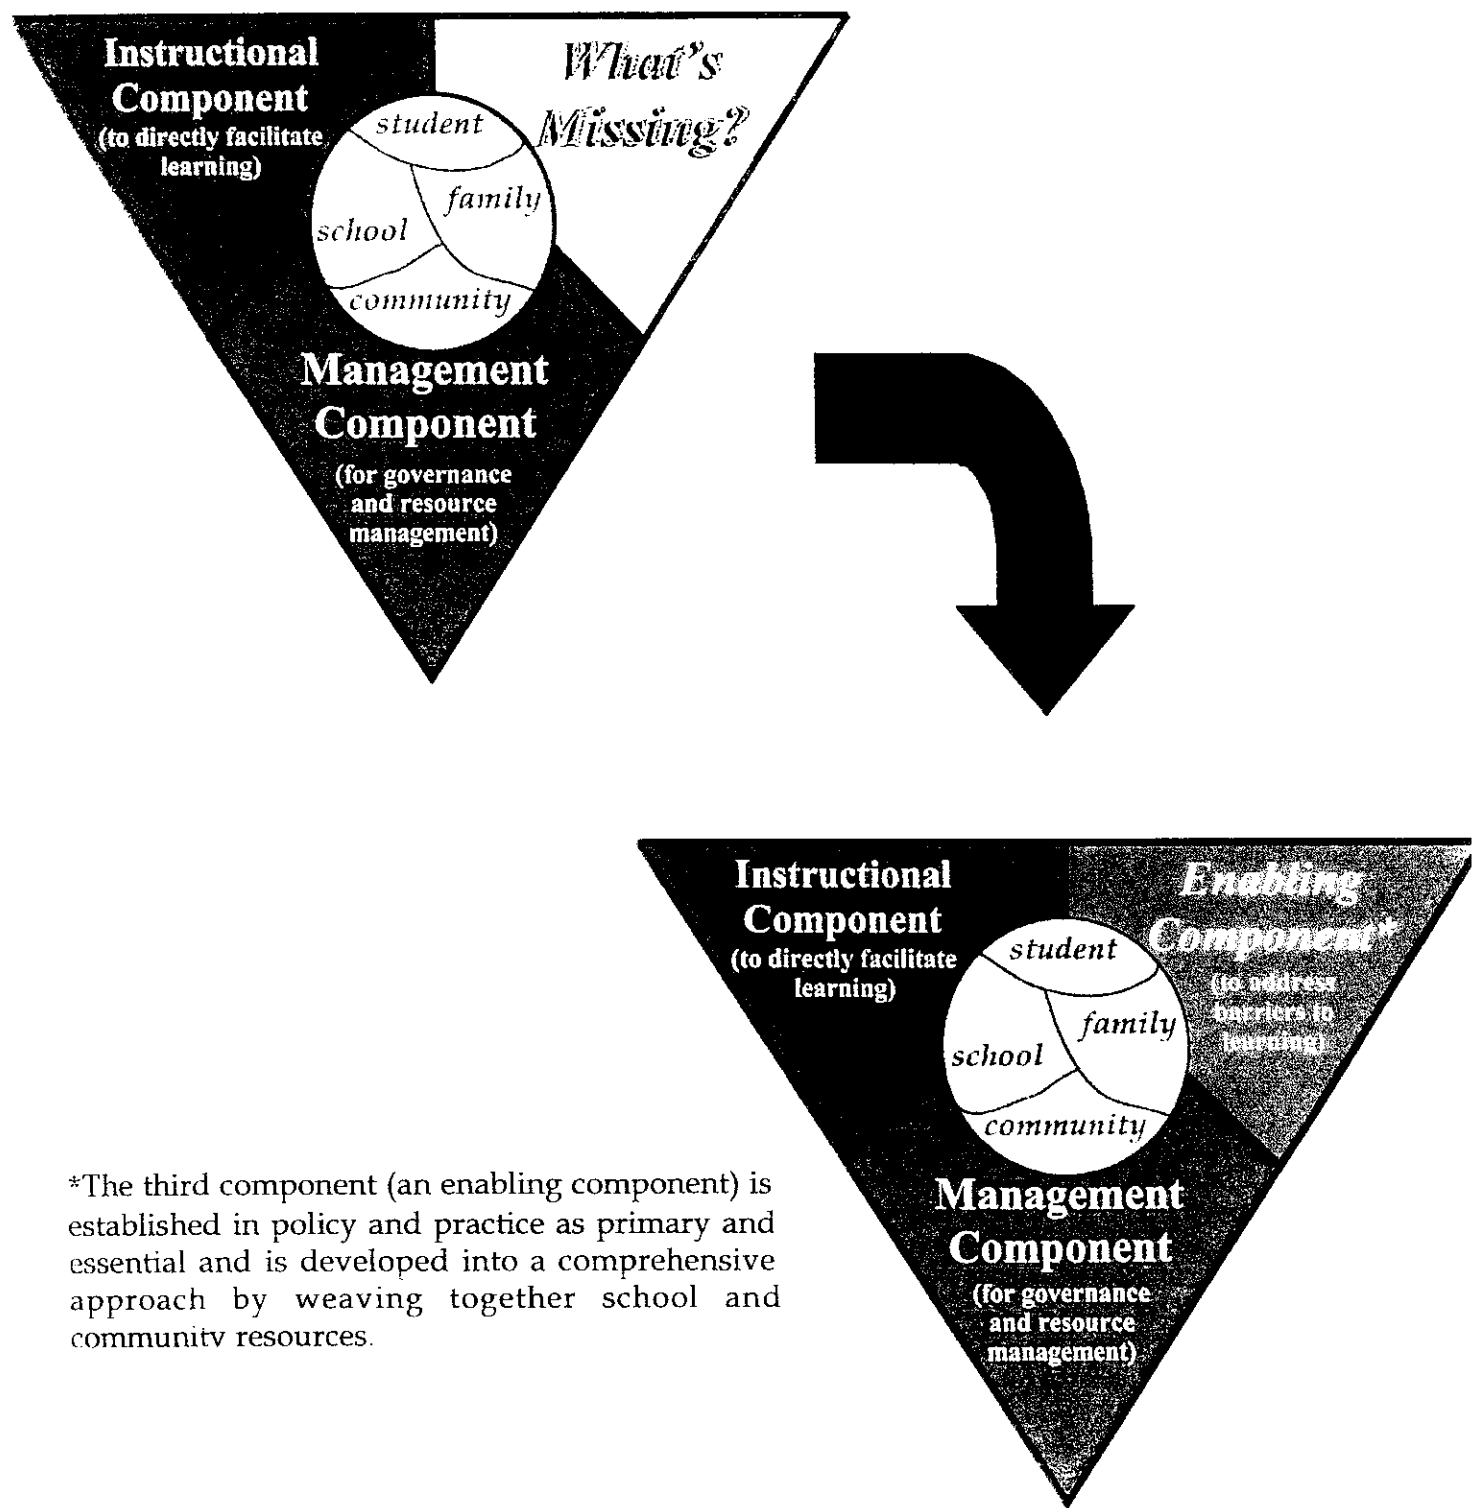 Instructional
Component
(to directly facilitate
learning)
What's
Missing?
student
family
school
community
Management
Component
(for governance
and resource
management)
Instructional
Component
(to directly facilitate
learning)
Enabling
Component*
(to address
barriers to
learning)
student
family
school
community
Management
Component
(for governance
and resource
management)
*The third component (an enabling component) is
established in policy and practice as primary and
essential and is developed into a comprehensive
approach by weaving together school and
community resources.